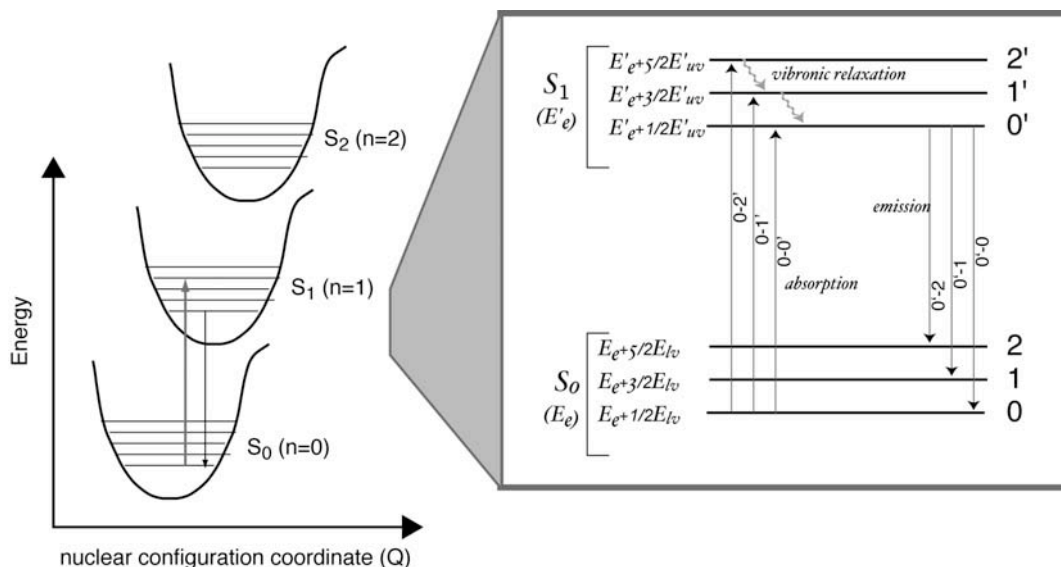 Energy
nuclear configuration coordinate (Q)
S2 (n=2)
S1 (n=1)
S0 (n=0)
S1
(E'e)
E'e+5/2E'uv
E'e+3/2E'uv
E'e+1/2E'uv
2'
1'
0'
vibronic relaxation
0-2'
0-1'
0-0'
absorption
emission
0'-2
0'-1
0'-0
S0
(Ee)
Ee+5/2Elv
Ee+3/2Elv
Ee+1/2Elv
2
1
0